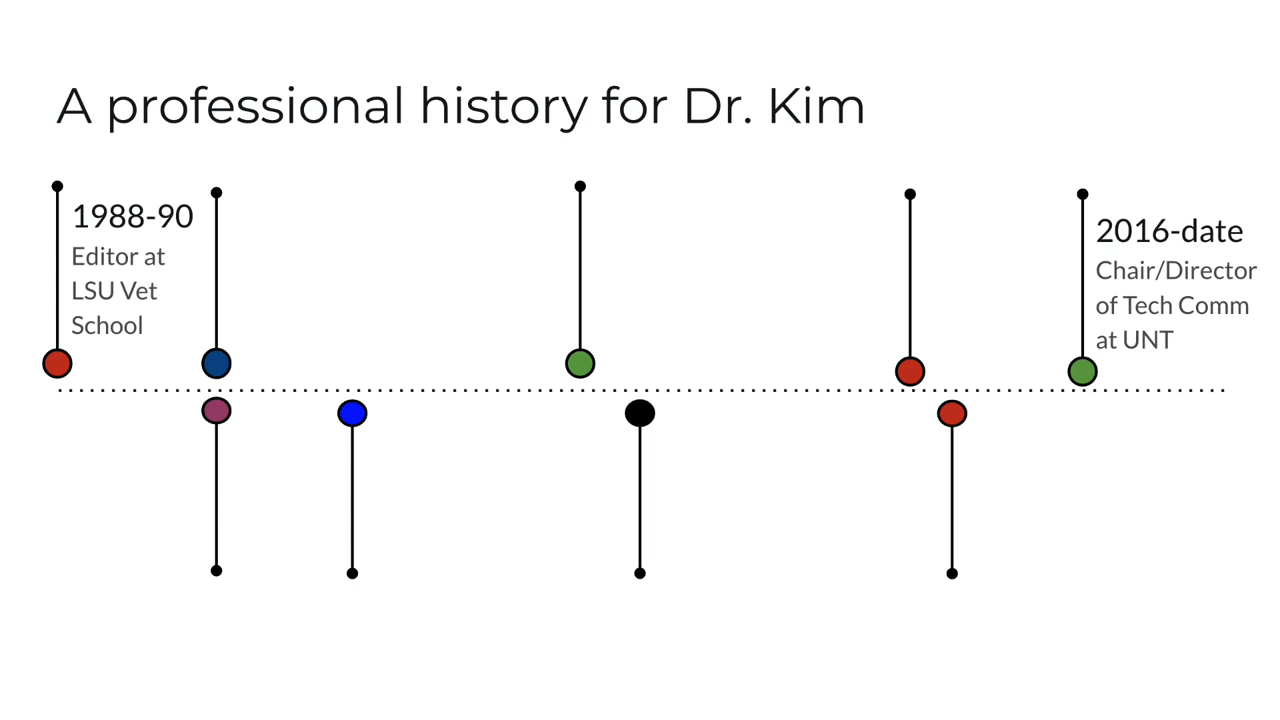 A professional history for Dr. Kim
1988-90
Editor at
LSU Vet
School
2016-date
Chair/Director
of Tech Comm
at UNT